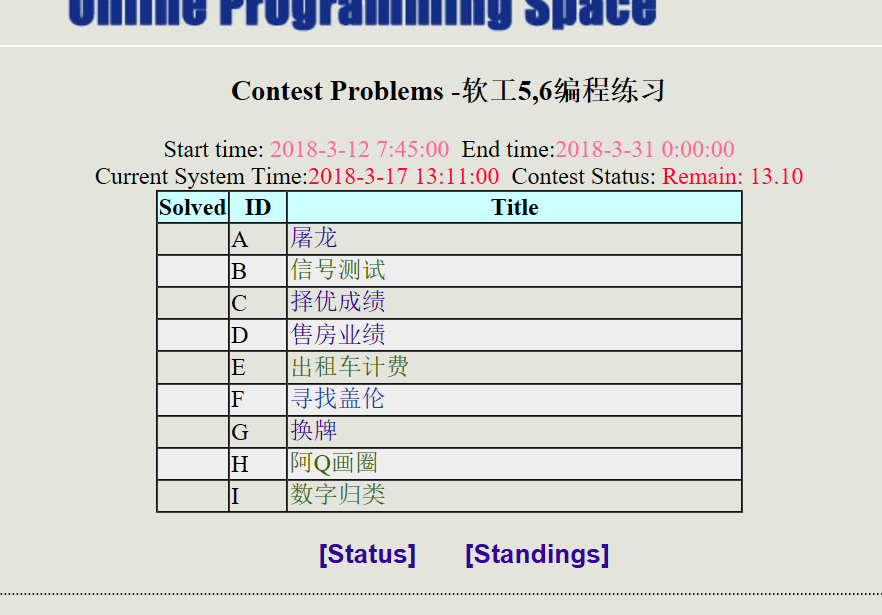 Online Programming Space
Contest Problems -软工5,6编程练习
Start time: 2018-3-12 7:45:00 End time:2018-3-31 0:00:00
Current System Time:2018-3-17 13:11:00 Contest Status: Remain: 13.10
Solved ID Title
A 屠龙
B 信号测试
C 择优成绩
D 售房业绩
E 出租车计费
F 寻找盖伦
G 换牌
H 阿Q画圈
I 数字归类
[Status] [Standings]